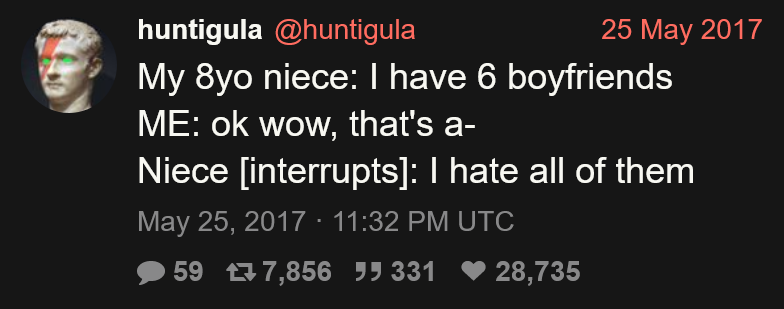 huntigula @huntigula 25 May 2017
My 8yo niece: I have 6 boyfriends
ME: ok wow, that's a-
Niece [interrupts]: I hate all of them
May 25, 2017 · 11:32 PM UTC
59 7,856 331 28,735